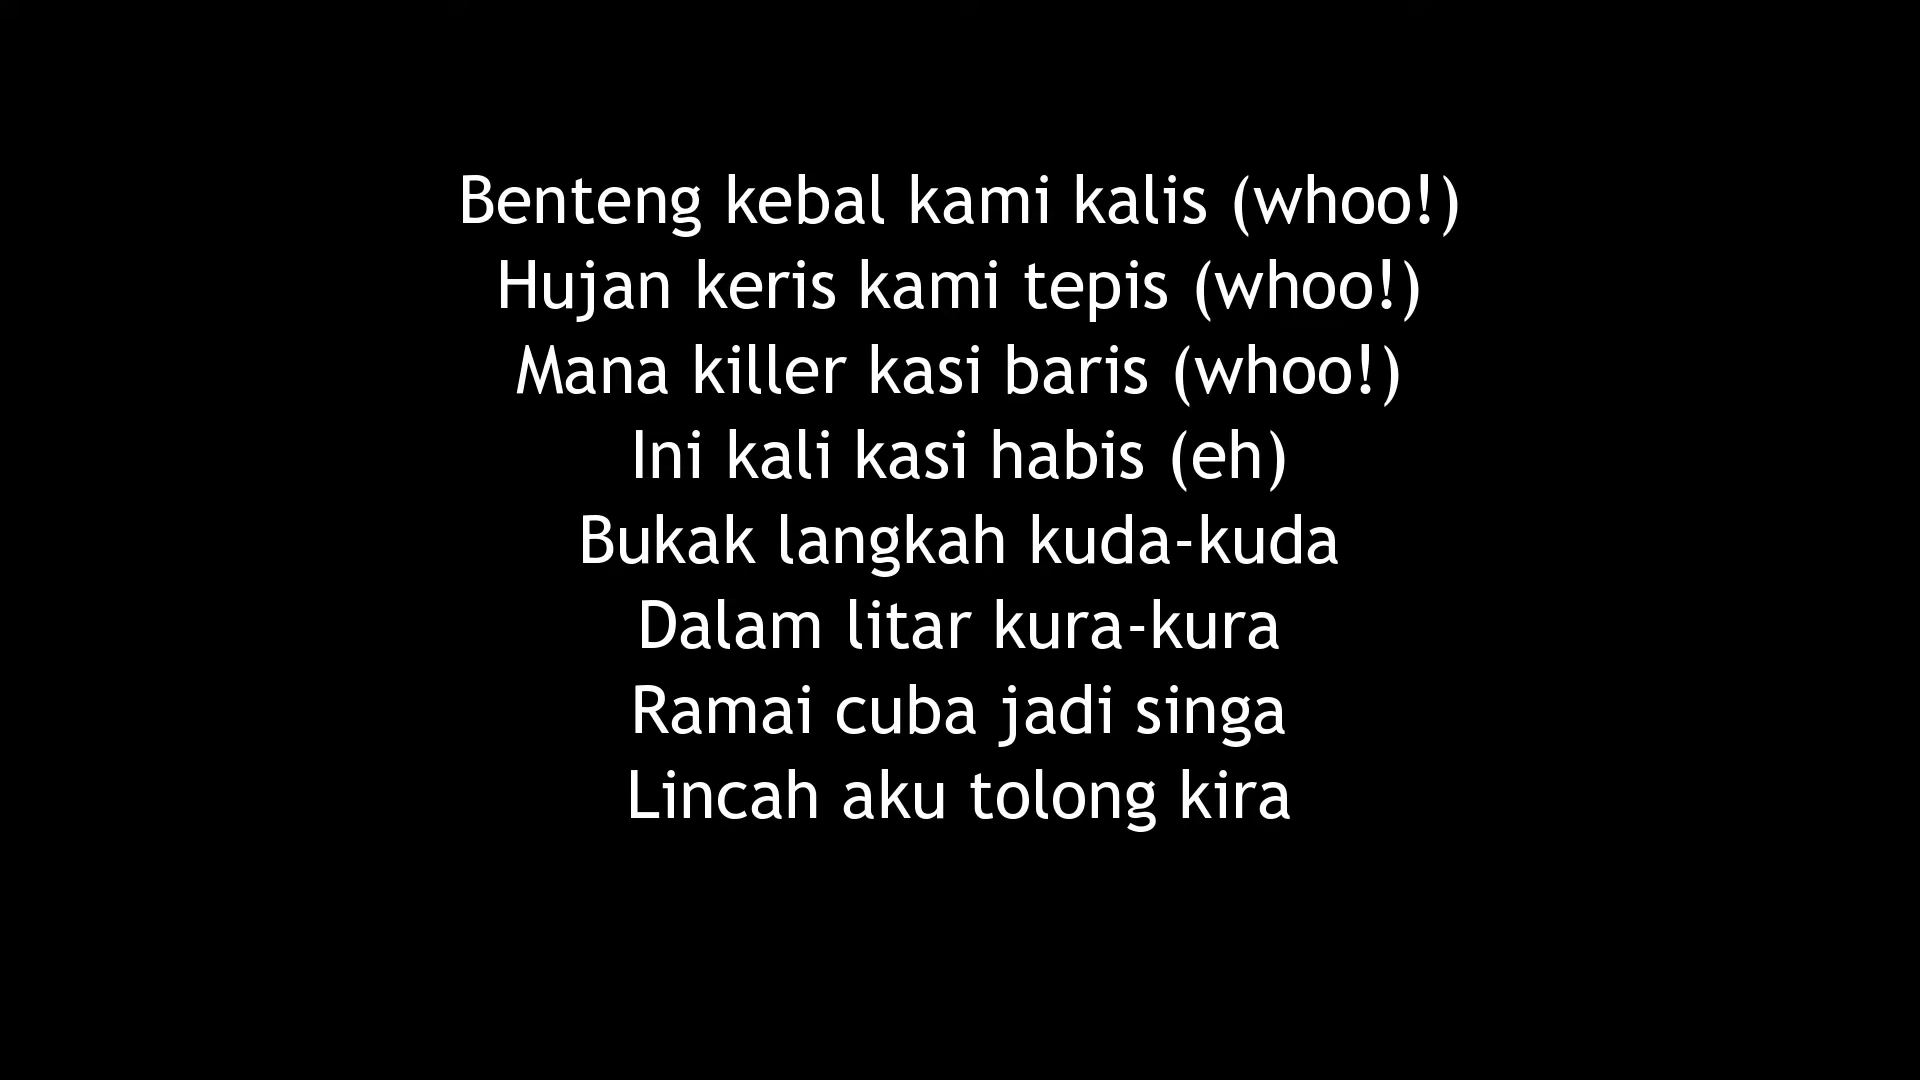 Benteng kebal kami kalis (whoo!)
Hujan keris kami tepis (whoo!)
Mana killer kasi baris (whoo!)
Ini kali kasi habis (eh)
Bukak langkah kuda-kuda
Dalam litar kura-kura
Ramai cuba jadi singa
Lincah aku tolong kira